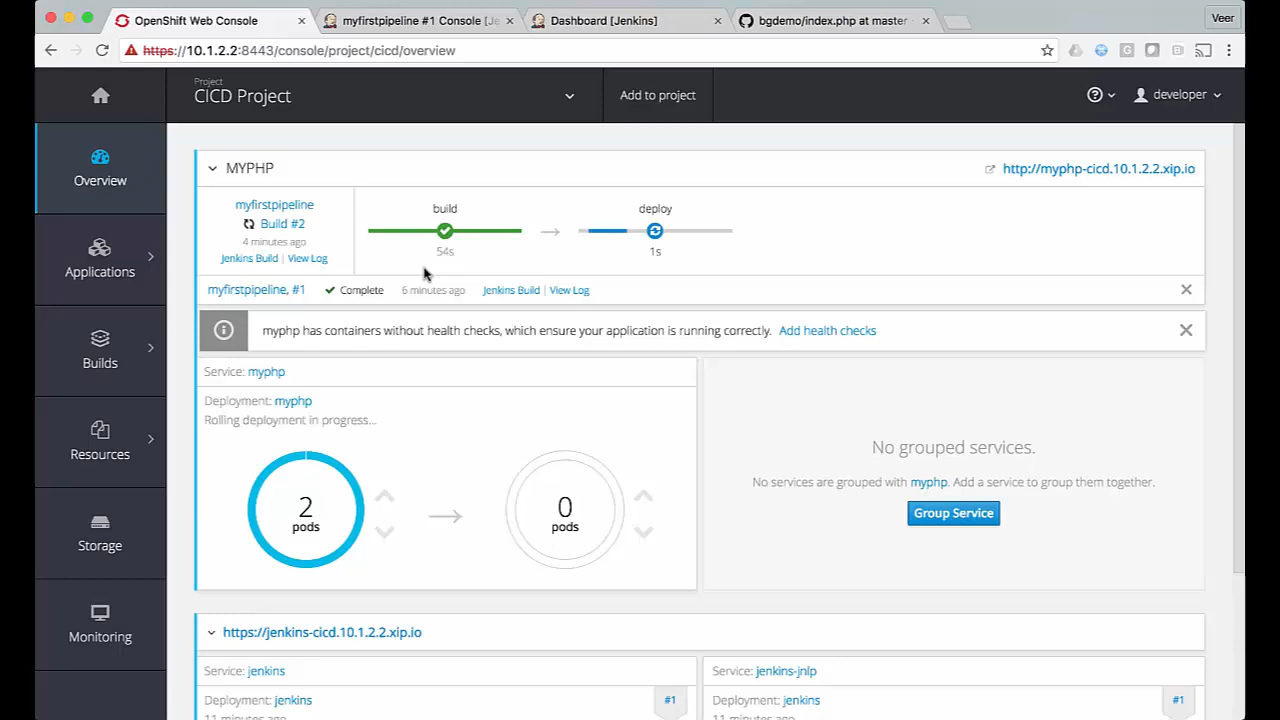 OpenShift Web Console
myfirstpipeline #1 Console [Je
Dashboard [Jenkins]
bgdemo/index.php at master
Veer
https://10.1.2.2:8443/console/project/cicd/overview
Project
CICD Project
Add to project
developer
Overview
Applications
Builds
Resources
Storage
Monitoring
MYPHP
http://myphp-cicd.10.1.2.2.xip.io
myfirstpipeline
Build #2
4 minutes ago
Jenkins Build | View Log
build
54s
deploy
1s
myfirstpipeline, #1 Complete 6 minutes ago Jenkins Build | View Log
myphp has containers without health checks, which ensure your application is running correctly. Add health checks
Service: myphp
Deployment: myphp
Rolling deployment in progress...
2
pods
0
pods
No grouped services.
No services are grouped with myphp. Add a service to group them together.
Group Service
https://jenkins-cicd.10.1.2.2.xip.io
Service: jenkins
Deployment: jenkins
#1
11 minutes ago
Service: jenkins-jnlp
Deployment: jenkins
#1
11 minutes ago